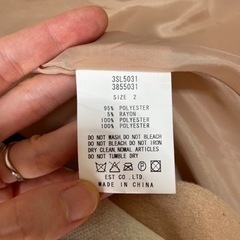 3SL5031
3855031
SIZE 2
95% POLYESTER
5% RAYON
100% POLYESTER
100% POLYESTER
DO NOT WASH, DO NOT BLEACH
DO NOT BLEACH DO NOT IRON
DRY CLEAN, NORMAL ARTICLES
DO NOT TUMBLE DRY
EST CO.,LTD.
MADE IN CHINA